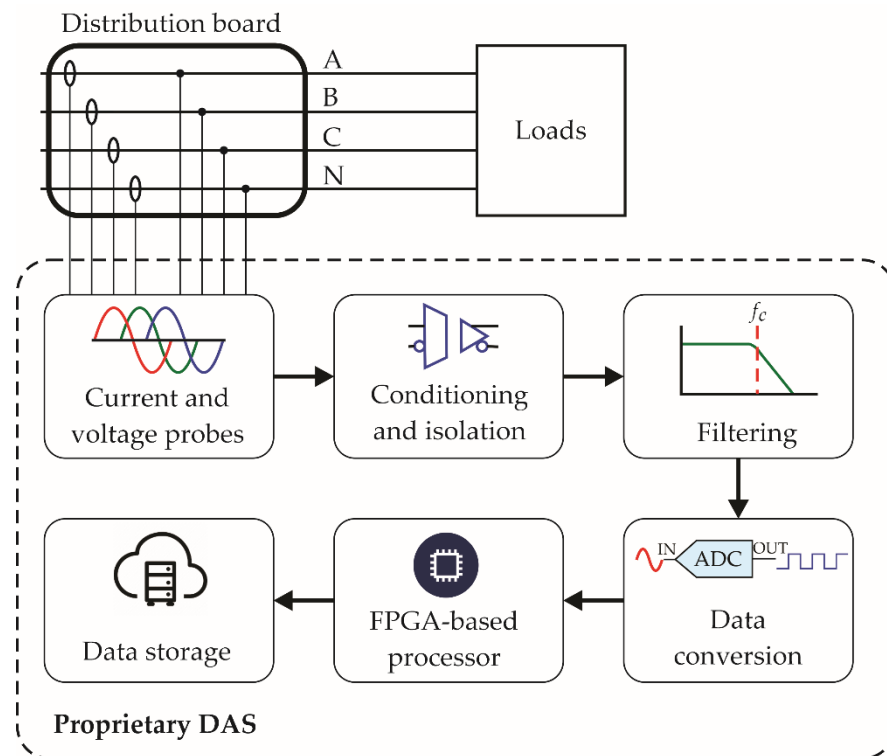 Distribution board
A
B
C
N
Loads
Current and
voltage probes
Conditioning
and isolation
fc
Filtering
Data storage
FPGA-based
processor
IN
ADC
OUT
Data
conversion
Proprietary DAS